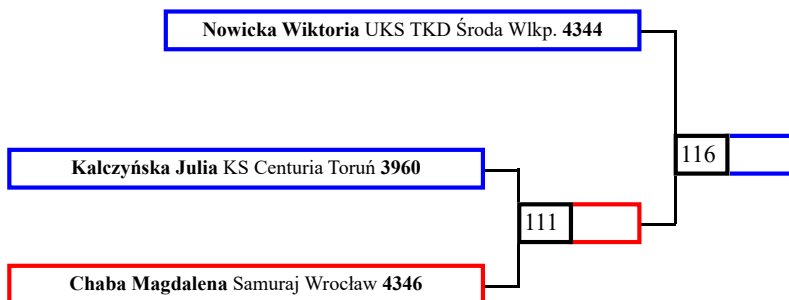 Nowicka Wiktoria UKS TKD Środa Wlkp. 4344
116
Kalczyńska Julia KS Centuria Toruń 3960
111
Chaba Magdalena Samuraj Wrocław 4346